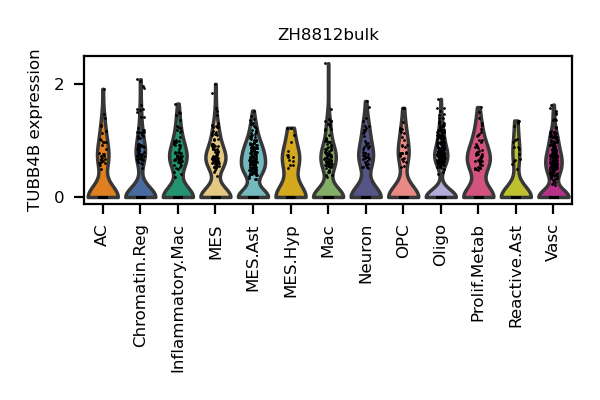 ZH8812bulk
TUBB4B expression
2
0
AC
Chromatin.Reg
Inflammatory.Mac
MES
MES.Ast
MES.Hyp
Mac
Neuron
OPC
Oligo
Prolif.Metab
Reactive.Ast
Vasc